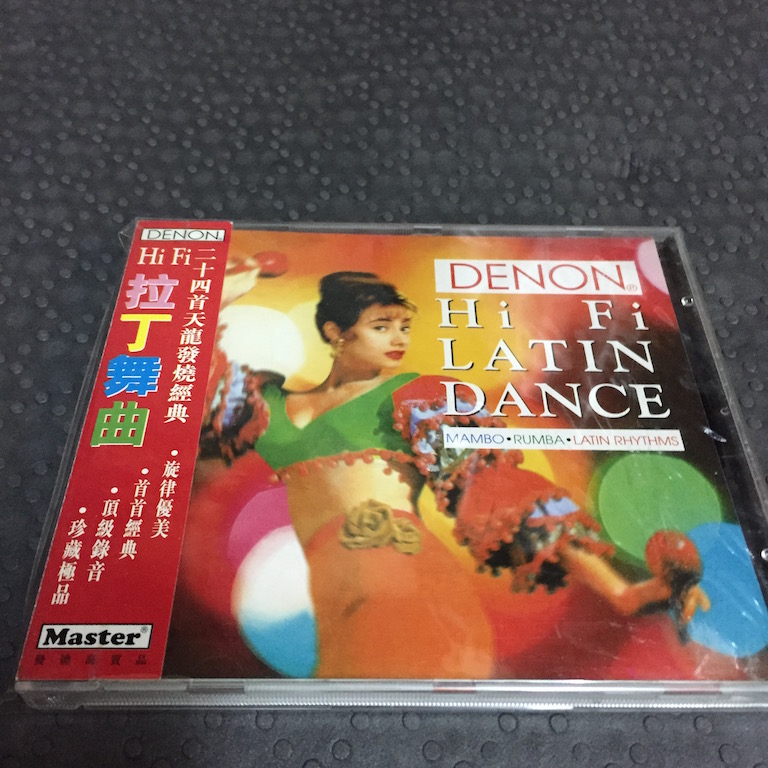 DENON®
Hi Fi
拉丁舞曲
二十四首天龍發燒經典
•旋律優美
•首首經典
•頂級錄音
•珍藏極品
Master®
DENON®
Hi Fi
LATIN
DANCE
MAMBO•RUMBA•LATIN RHYTHMS